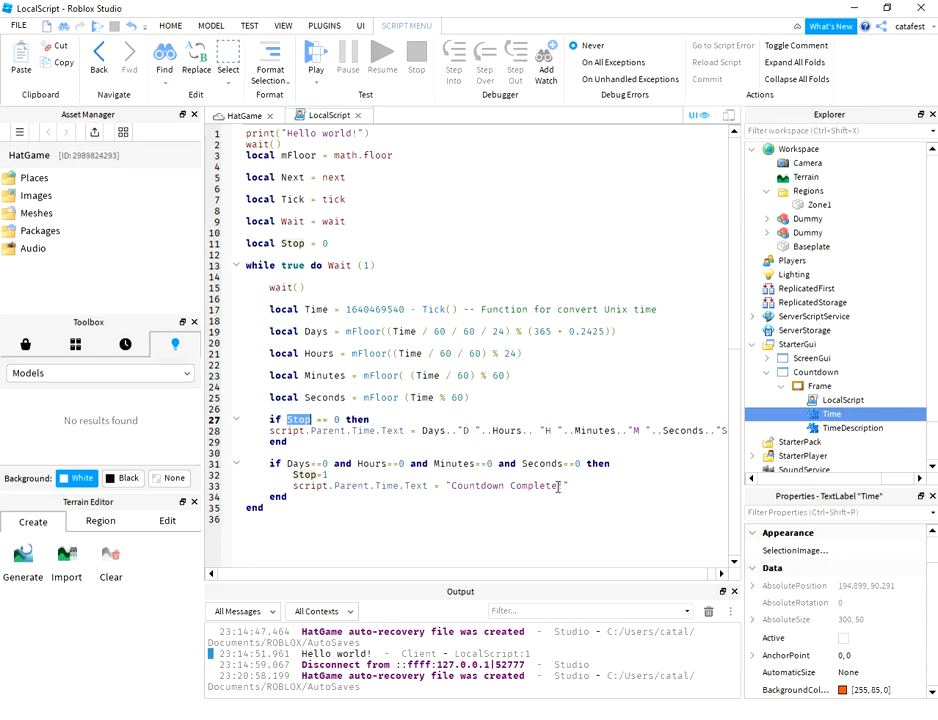 LocalScript - Roblox Studio
FILE HOME MODEL TEST VIEW PLUGINS UI SCRIPT MENU What's New catafest
Paste Cut Copy Clipboard
Back Fwd Navigate
Find Replace Select Edit
Format Selection Format
Play Pause Resume Stop Test
Step Into Step Over Step Out Add Watch Debugger
Never
On All Exceptions
On Unhandled Exceptions
Debug Errors
Go to Script Error
Reload Script
Commit
Toggle Comment
Expand All Folds
Collapse All Folds
Actions
Asset Manager
HatGame [ID: 2989824293]
Places
Images
Meshes
Packages
Audio
Toolbox
Models
No results found
Background: White Black None
Terrain Editor
Create Region Edit
Generate Import Clear
HatGame LocalScript UI
1 print("Hello world!")
2 wait()
3 local mFloor = math.floor
4
5 local Next = next
6
7 local Tick = tick
8
9 local Wait = wait
10
11 local Stop = 0
12
13 while true do Wait (1)
14
15 wait()
16
17 local Time = 1640469540 - Tick() -- Function for convert Unix time
18
19 local Days = mFloor((Time / 60 / 60 / 24) % (365 + 0.2425))
20
21 local Hours = mFloor((Time / 60 / 60) % 24)
22
23 local Minutes = mFloor( (Time / 60) % 60)
24
25 local Seconds = mFloor (Time % 60)
26
27 if Stop == 0 then
28 script.Parent.Time.Text = Days.."D "..Hours.. "H "..Minutes.."M "..Seconds.."S
29 end
30
31 if Days==0 and Hours==0 and Minutes==0 and Seconds==0 then
32 Stop=1
33 script.Parent.Time.Text = "Countdown Complete!"
34 end
35 end
36
Output
All Messages All Contexts Filter...
23:14:47.464 HatGame auto-recovery file was created - Studio - C:/Users/catal/
Documents/ROBLOX/AutoSaves
23:14:51.961 Hello world! - Client - LocalScript:1
23:14:59.067 Disconnect from ::ffff:127.0.0.1|52777 - Studio
23:20:58.199 HatGame auto-recovery file was created - Studio - C:/Users/catal/
Documents/ROBLOX/AutoSaves
Explorer
Filter workspace (Ctrl+Shift+X)
Workspace
Camera
Terrain
Regions
Zone1
Dummy
Dummy
Baseplate
Players
Lighting
ReplicatedFirst
ReplicatedStorage
ServerScriptService
ServerStorage
StarterGui
ScreenGui
Countdown
Frame
LocalScript
Time
TimeDescription
StarterPack
StarterPlayer
SoundService
Properties - TextLabel "Time"
Filter Properties (Ctrl+Shift+P)
Appearance
SelectionImage...
Data
AbsolutePosition 194.899, 90.291
AbsoluteRotation 0
AbsoluteSize 300, 50
Active
AnchorPoint 0, 0
AutomaticSize None
BackgroundCol... [255, 85, 0]